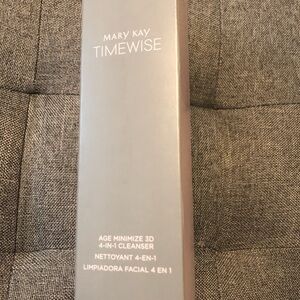 MARY KAY
TIMEWISE
AGE MINIMIZE 3D
4-IN-1 CLEANSER
NETTOYANT 4-EN-1
LIMPIADORA FACIAL 4 EN 1